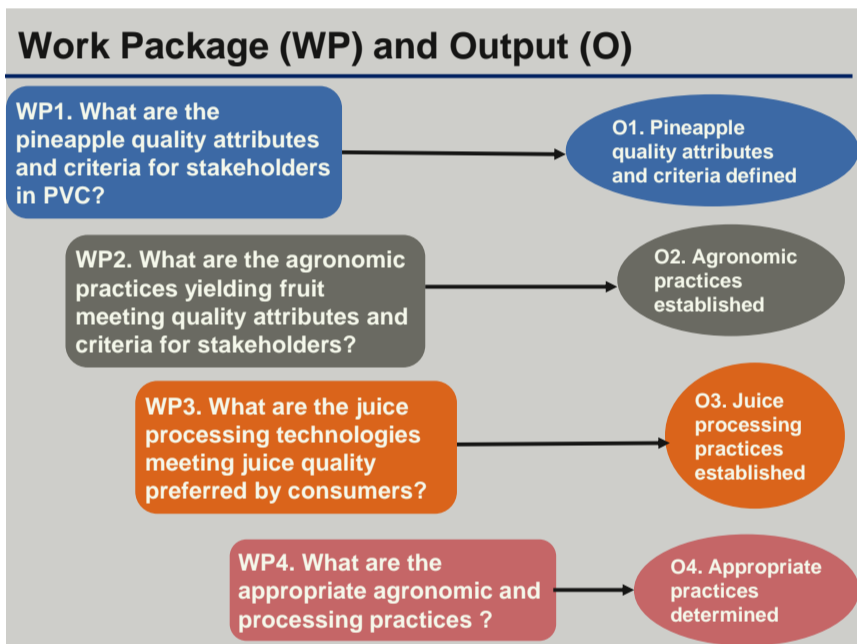 Work Package (WP) and Output (O)
WP1. What are the
pineapple quality attributes
and criteria for stakeholders
in PVC?
O1. Pineapple
quality attributes
and criteria defined
WP2. What are the agronomic
practices yielding fruit
meeting quality attributes and
criteria for stakeholders?
O2. Agronomic
practices
established
WP3. What are the juice
processing technologies
meeting juice quality
preferred by consumers?
O3. Juice
processing
practices
established
WP4. What are the
appropriate agronomic and
processing practices ?
O4. Appropriate
practices
determined